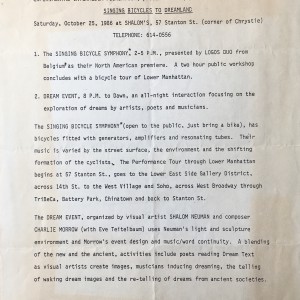 SINGING BICYCLES TO DREAMLAND
Saturday, October 25, 1986 at SHALOM'S, 57 Stanton St. (corner of Chrystie)
TELEPHONE: 614-0556
1. The SINGING BICYCLE SYMPHONY, 2-5 P.M., presented by LOGOS DUO from
Belgium as their North American premiere. A two hour public workshop
concludes with a bicycle tour of Lower Manhattan.
2. DREAM EVENT, 8 P.M. to Dawn, an all-night interaction focusing on the
exploration of dreams by artists, poets and musicians.
The SINGING BICYCLE SYMPHONY (open to the public, just bring a bike), has
bicycles fitted with generators, amplifiers and resonating tubes. Their
music is varied by the street surface, the environment and the shifting
formation of the cyclists. The Performance Tour through Lower Manhattan
begins at 57 Stanton St., goes to the Lower East Side Gallery District,
across 14th St. to the West Village and Soho, across West Broadway through
TriBeCa, Battery Park, Chinatown and back to Stanton St.
The DREAM EVENT, organized by visual artist SHALOM NEUMAN and composer
CHARLIE MORROW (with Eve Teitelbaum) uses Neuman's light and sculpture
environment and Morrow's event design and music/word continuity. A blending
of the new and the ancient, activities include poets reading Dream Text
as visual artists create images, musicians inducing dreaming, the telling
of waking dream images and the re-telling of dreams from ancient societies.